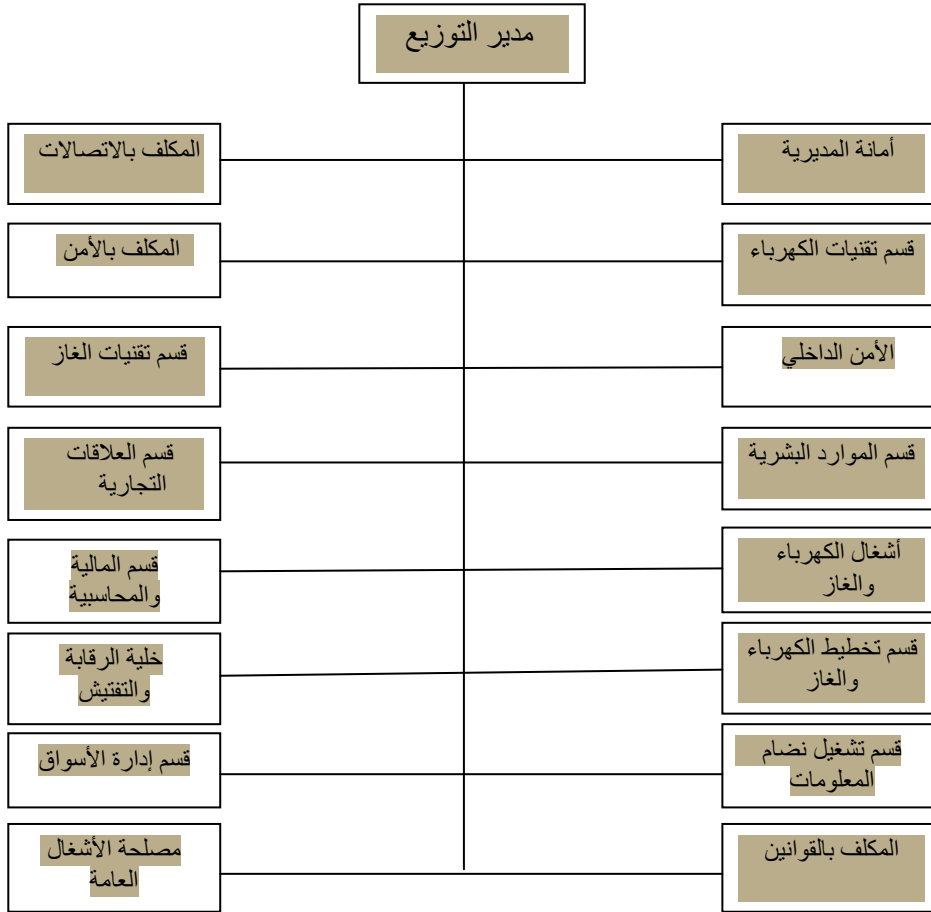 مدير التوزيع
أمانة المديرية
المكلف بالاتصالات
قسم تقنيات الكهرباء
المكلف بالأمن
الأمن الداخلي
قسم تقنيات الغاز
قسم الموارد البشرية
قسم العلاقات
التجارية
أشغال الكهرباء
والغاز
قسم المالية
والمحاسبية
قسم تخطيط الكهرباء
والغاز
خلية الرقابة
والتفتيش
قسم تشغيل نضام
المعلومات
قسم إدارة الأسواق
المكلف بالقوانين
مصلحة الأشغال
العامة